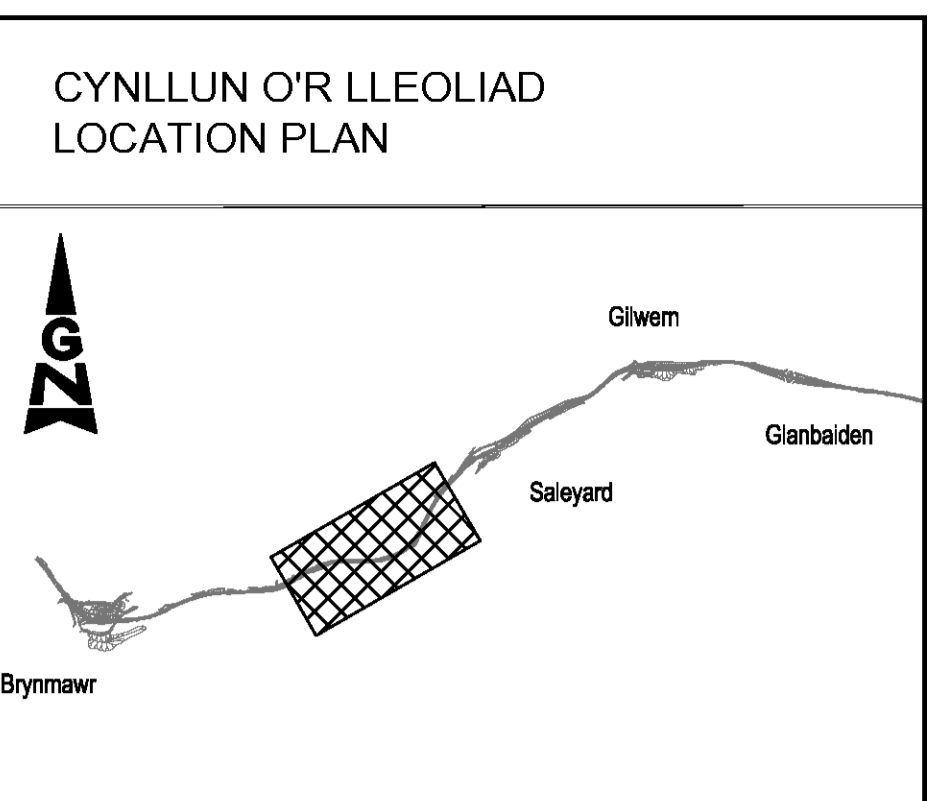 CYNLLUN O'R LLEOLIAD
LOCATION PLAN
G
N
Gilwern
Glanbaiden
Saleyard
Brynmawr